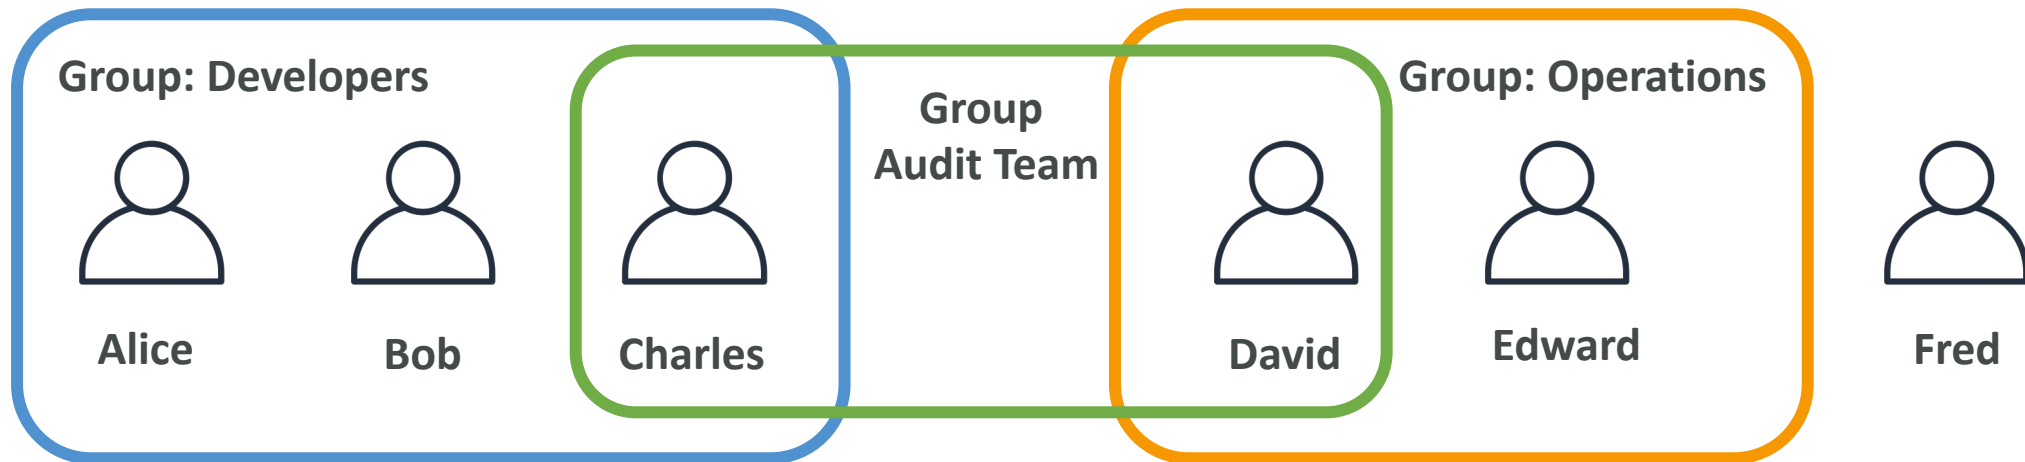 Group: Developers
Group
Audit Team
Group: Operations
Alice
Bob
Charles
David
Edward
Fred